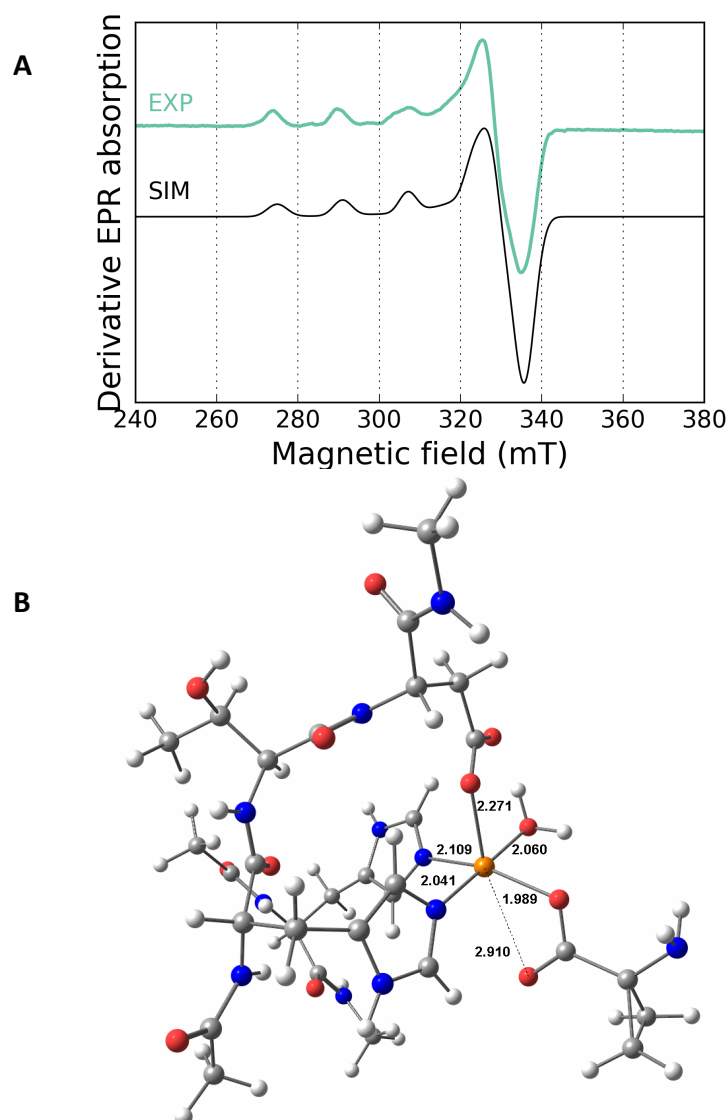 A
Derivative EPR absorption
EXP
SIM
240 260 280 300 320 340 360 380
Magnetic field (mT)
B
2.271
2.109
2.060
2.041
1.989
2.910